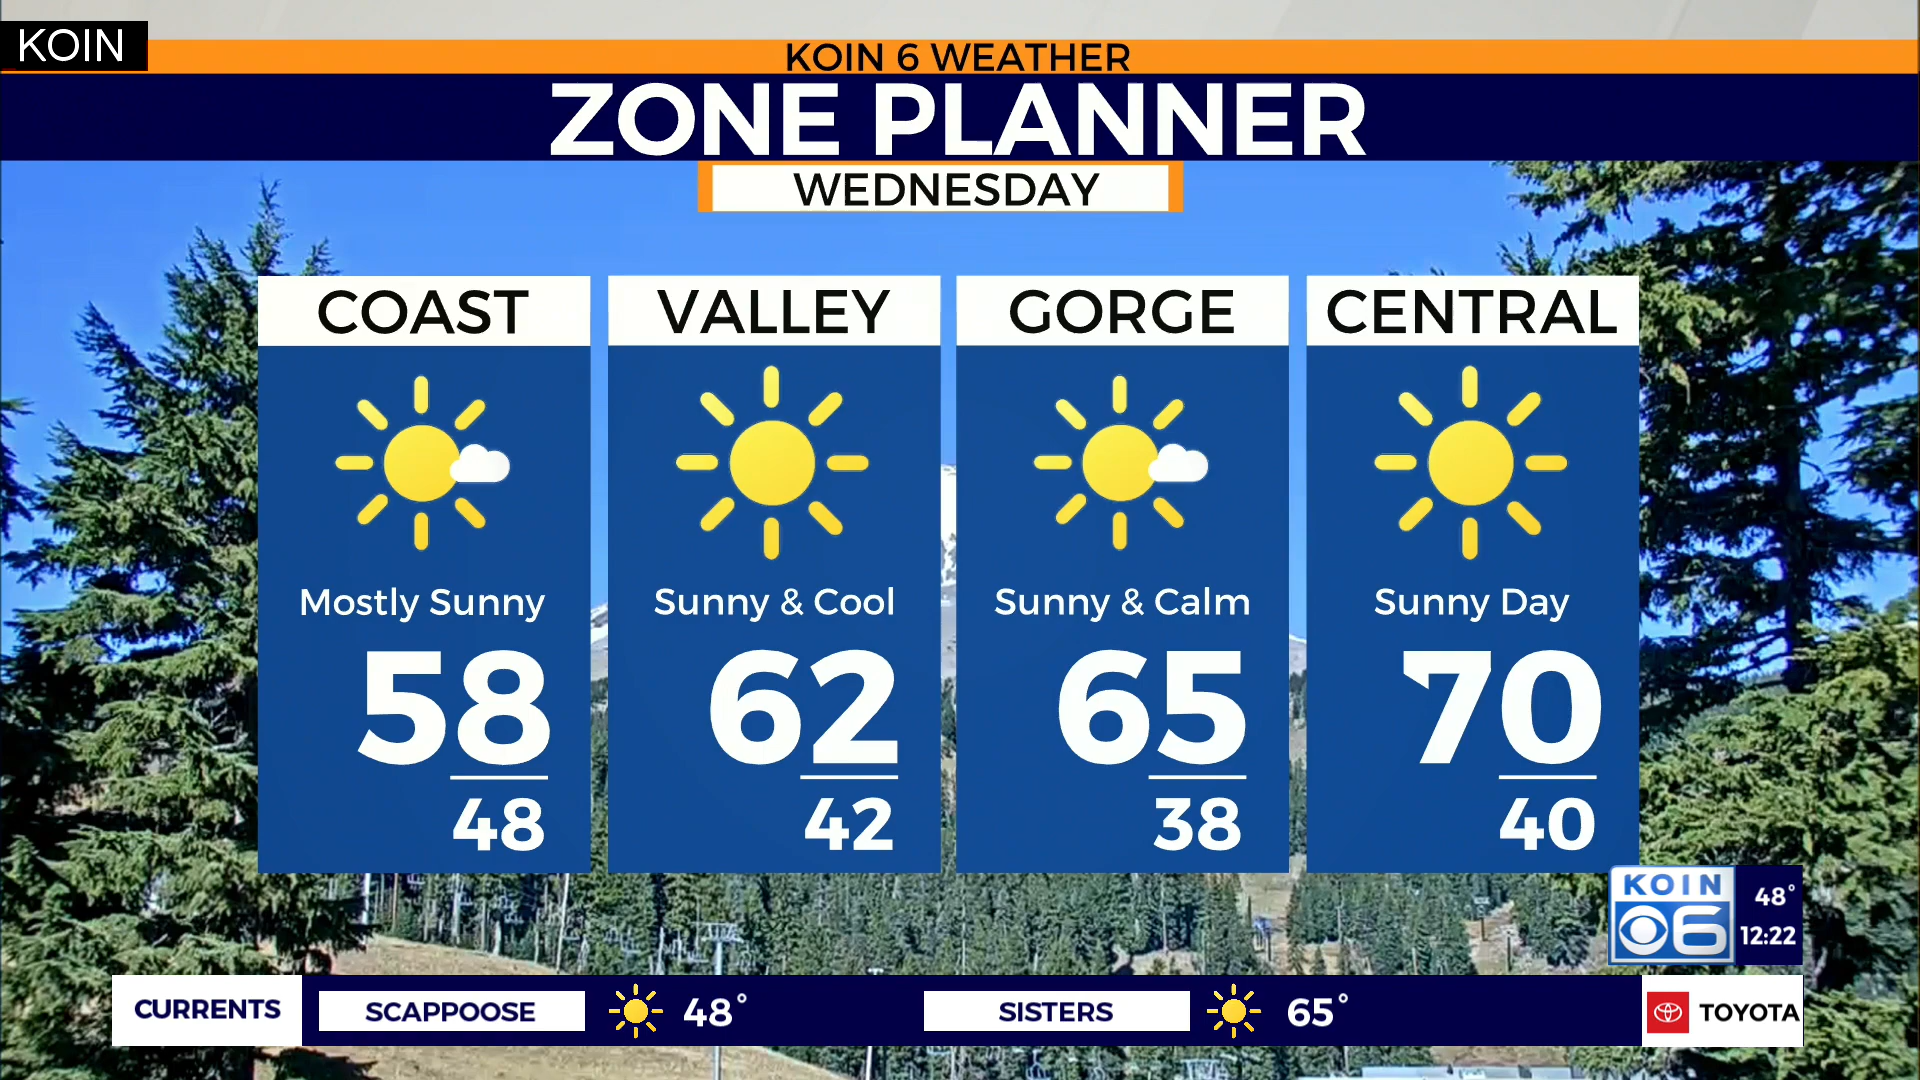 KOIN
KOIN 6 WEATHER
ZONE PLANNER
WEDNESDAY
COAST
Mostly Sunny
58
48
VALLEY
Sunny & Cool
62
42
GORGE
Sunny & Calm
65
38
CENTRAL
Sunny Day
70
40
KOIN
6
48°
12:22
CURRENTS
SCAPPOOSE 48°
SISTERS 65°
TOYOTA